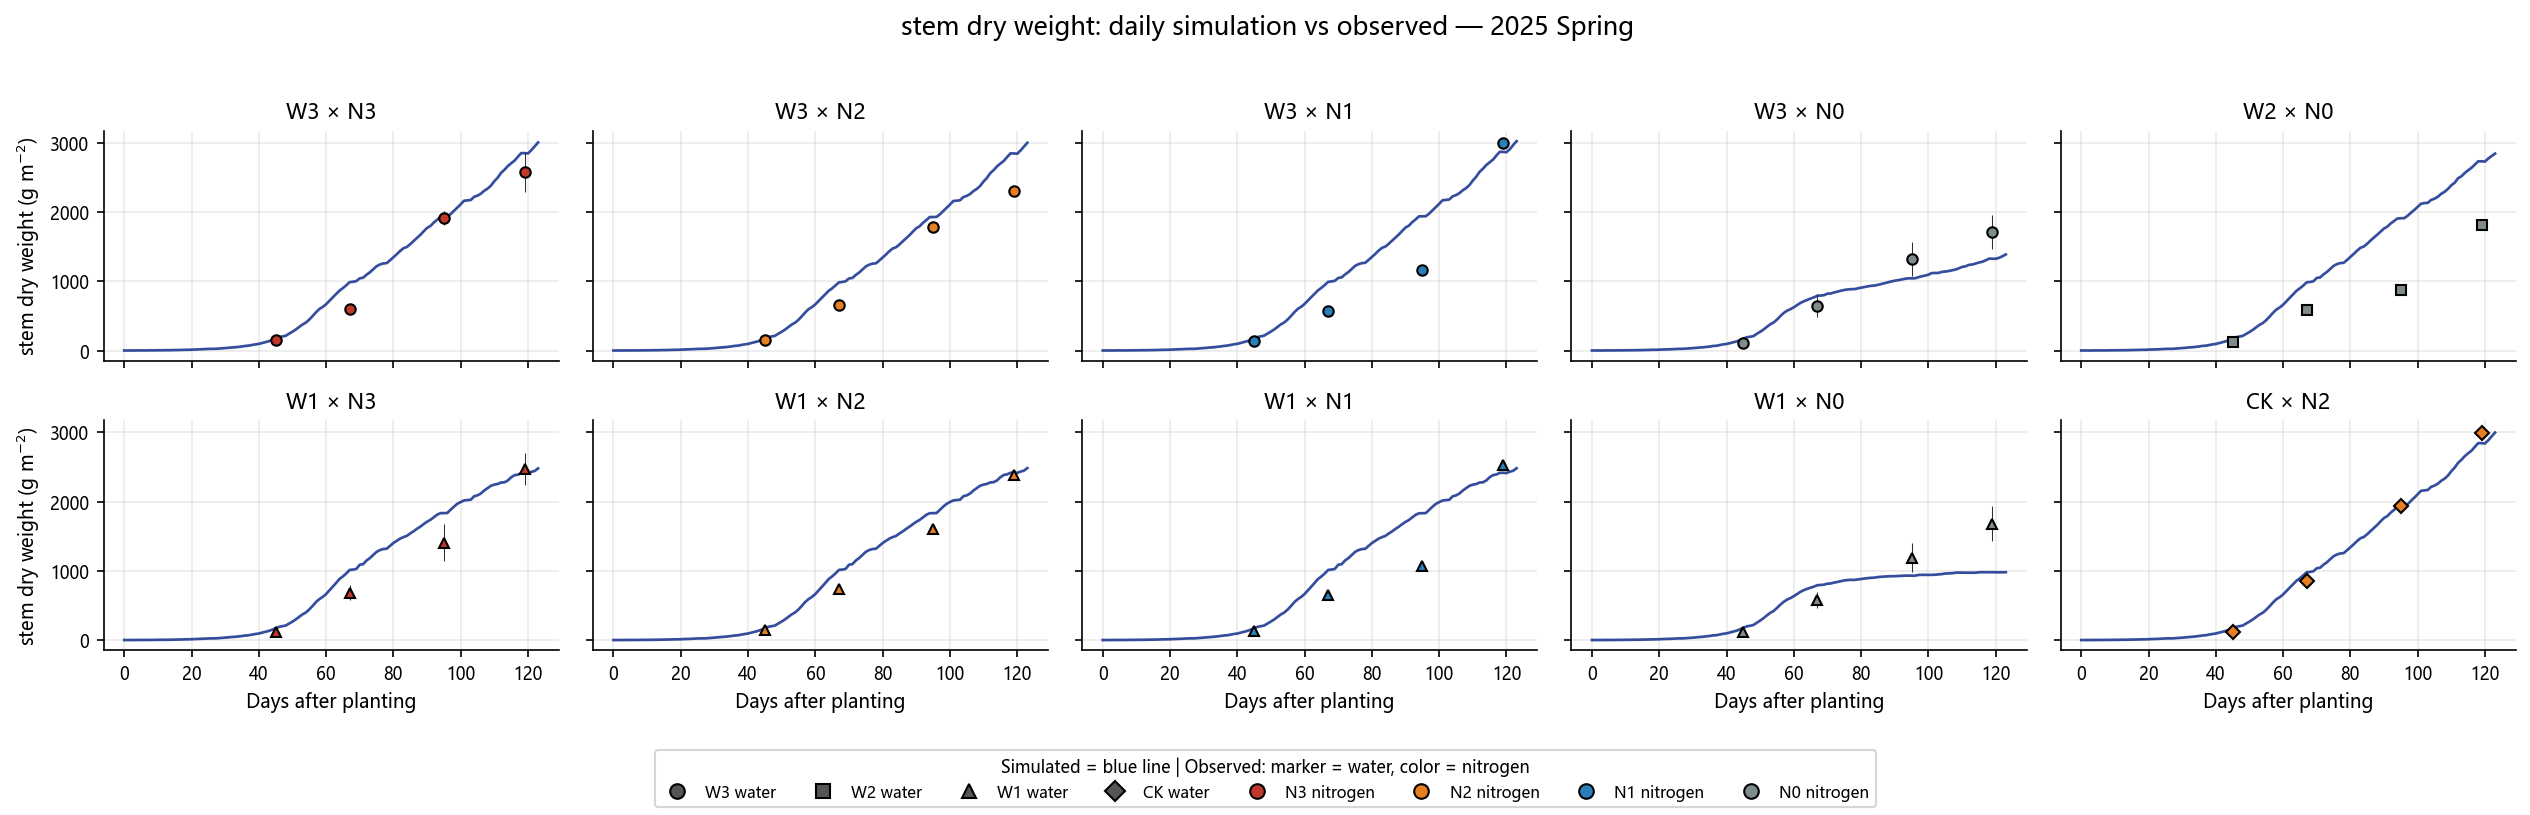 stem dry weight: daily simulation vs observed — 2025 Spring
W3 × N3
W3 × N2
W3 × N1
W3 × N0
W2 × N0
stem dry weight (g m⁻²)
3000
2000
1000
0
W1 × N3
W1 × N2
W1 × N1
W1 × N0
CK × N2
stem dry weight (g m⁻²)
3000
2000
1000
0
0 20 40 60 80 100 120
0 20 40 60 80 100 120
0 20 40 60 80 100 120
0 20 40 60 80 100 120
0 20 40 60 80 100 120
Days after planting
Days after planting
Days after planting
Days after planting
Days after planting
Simulated = blue line | Observed: marker = water, color = nitrogen
W3 water W2 water W1 water CK water N3 nitrogen N2 nitrogen N1 nitrogen N0 nitrogen